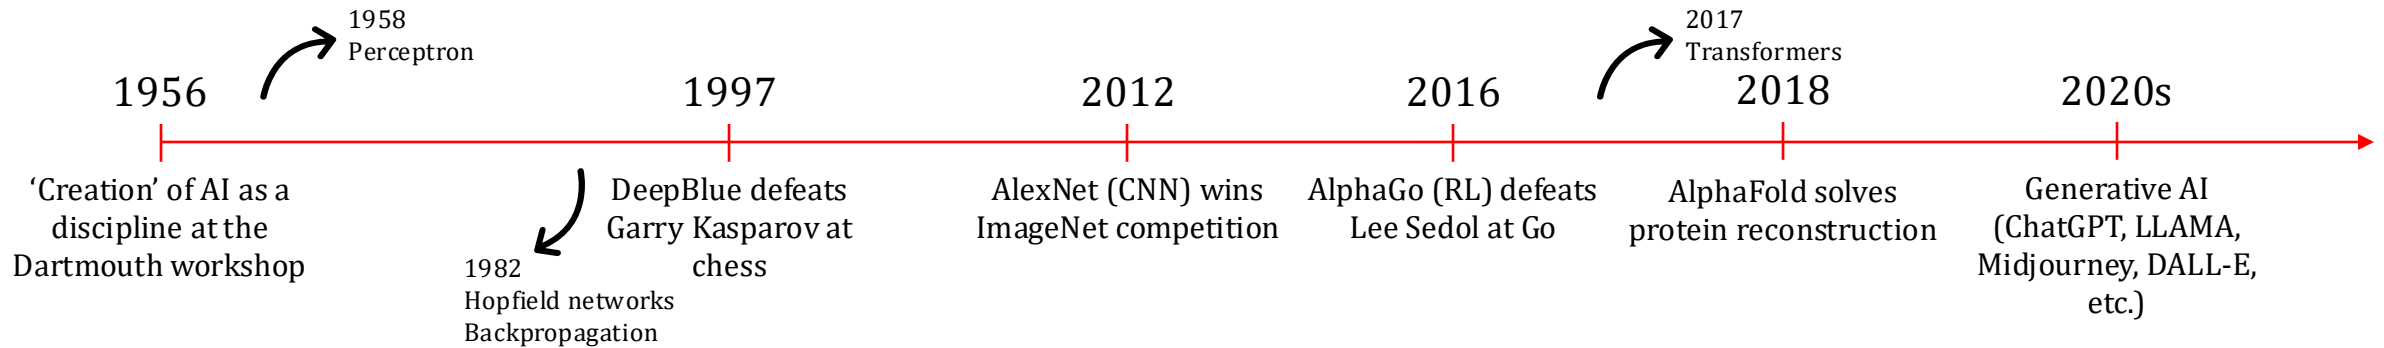 1956
‘Creation’ of AI as a
discipline at the
Dartmouth workshop
1958
Perceptron
1982
Hopfield networks
Backpropagation
1997
DeepBlue defeats
Garry Kasparov at
chess
2012
AlexNet (CNN) wins
ImageNet competition
2016
AlphaGo (RL) defeats
Lee Sedol at Go
2017
Transformers
2018
AlphaFold solves
protein reconstruction
2020s
Generative AI
(ChatGPT, LLAMA,
Midjourney, DALL-E,
etc.)